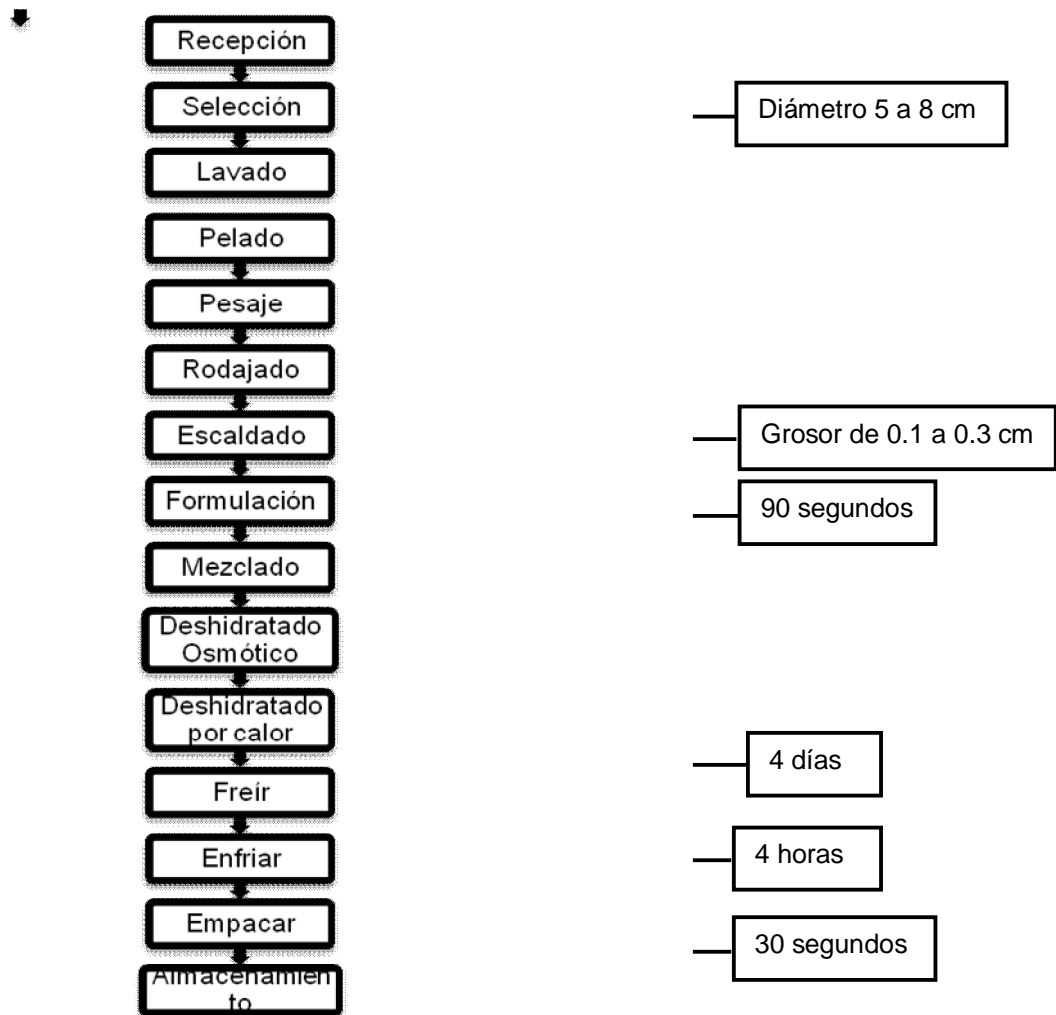 Recepción
Selección
Diámetro 5 a 8 cm
Lavado
Pelado
Pesaje
Rodajado
Escaldado
Grosor de 0.1 a 0.3 cm
Formulación
90 segundos
Mezclado
Deshidratado
Osmótico
Deshidratado
por calor
4 días
Freír
Enfriar
4 horas
Empacar
30 segundos
Almacenamien
to